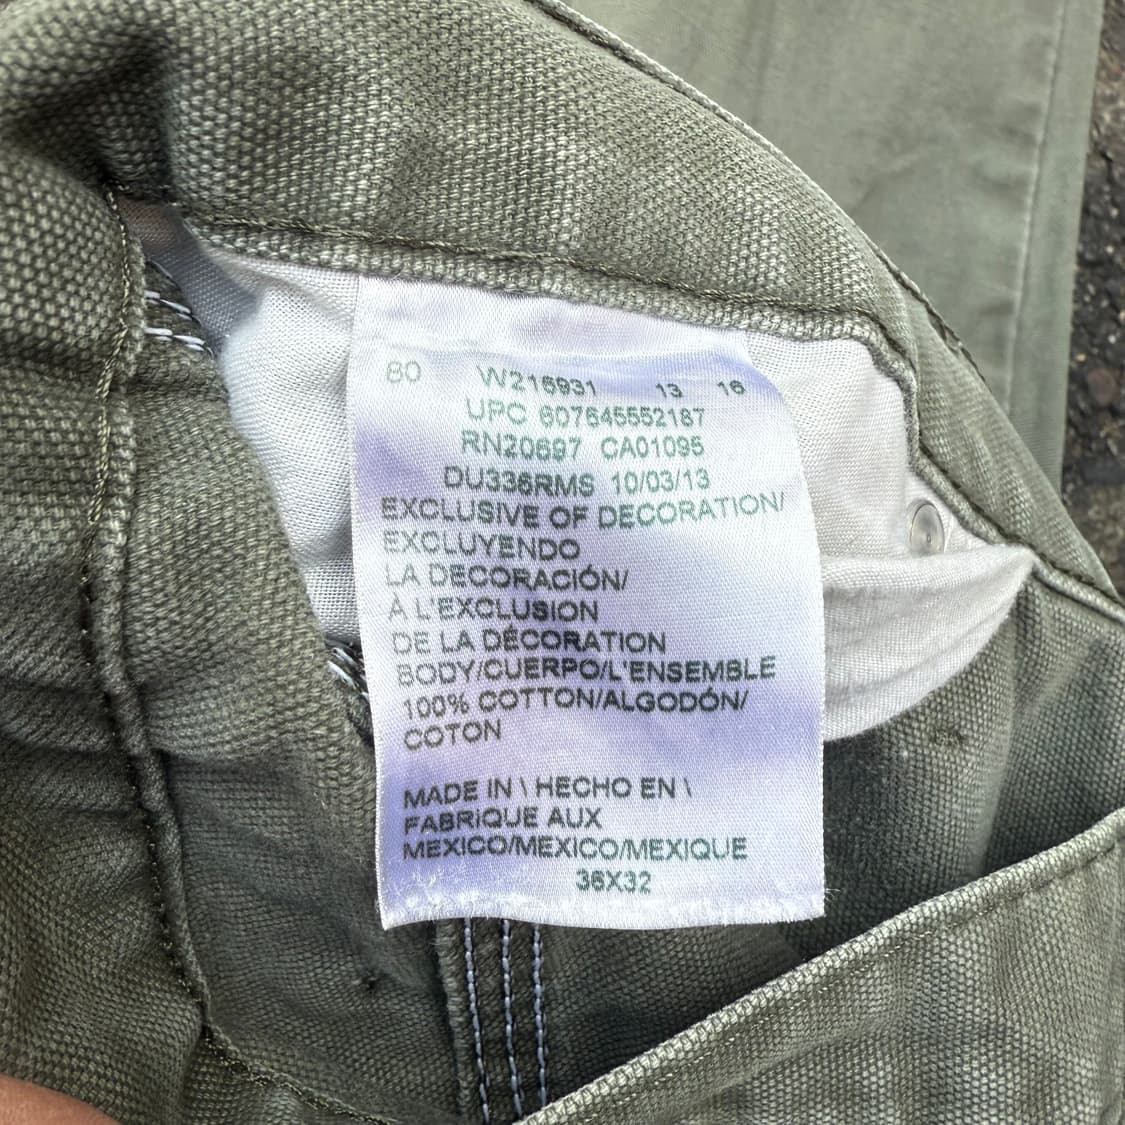 80 W216931 13 16
UPC 607645552187
RN20697 CA01095
DU336RMS 10/03/13
EXCLUSIVE OF DECORATION/
EXCLUYENDO
LA DECORACIÓN/
À L'EXCLUSION
DE LA DÉCORATION
BODY/CUERPO/L'ENSEMBLE
100% COTTON/ALGODÓN/
COTON
MADE IN \ HECHO EN \
FABRIQUE AUX
MEXICO/MEXICO/MEXIQUE
36X32